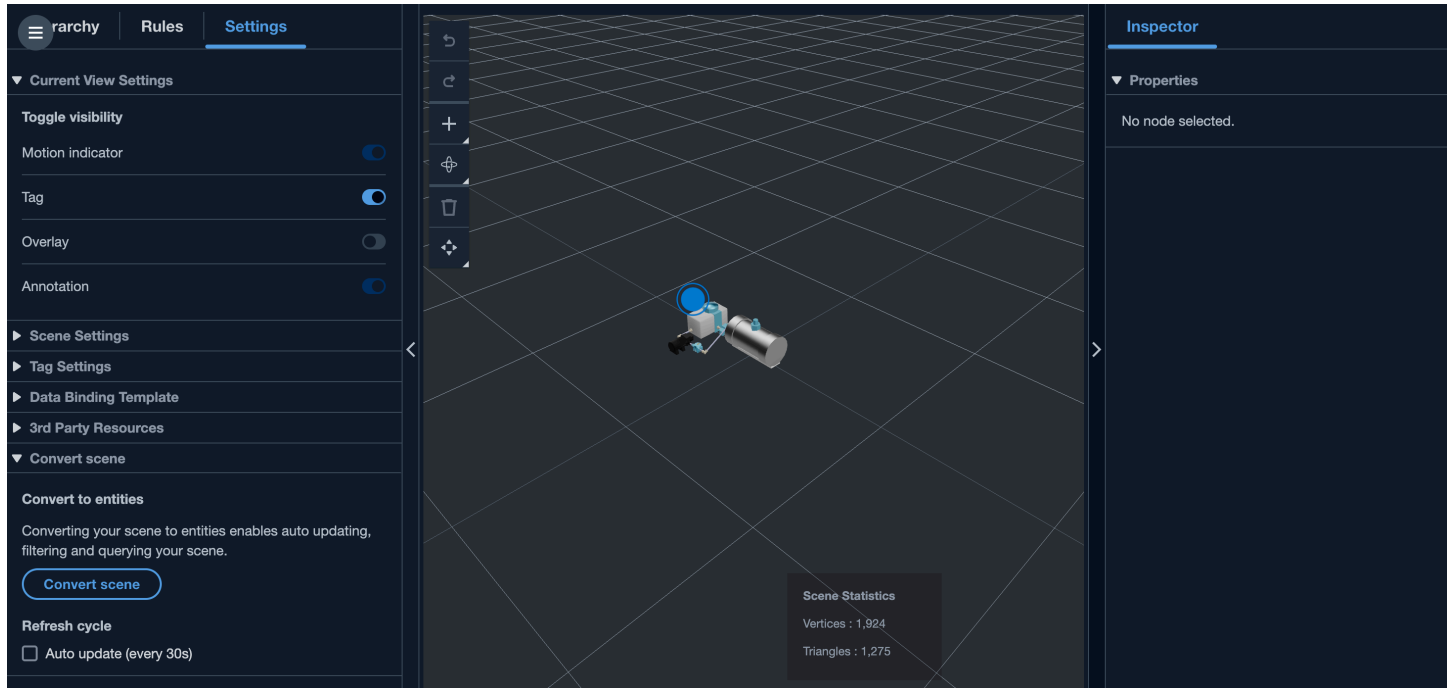 rarchy
Rules
Settings
Current View Settings
Toggle visibility
Motion indicator
Tag
Overlay
Annotation
Scene Settings
Tag Settings
Data Binding Template
3rd Party Resources
Convert scene
Convert to entities
Converting your scene to entities enables auto updating,
filtering and querying your scene.
Convert scene
Refresh cycle
Auto update (every 30s)
Scene Statistics
Vertices : 1,924
Triangles : 1,275
Inspector
Properties
No node selected.